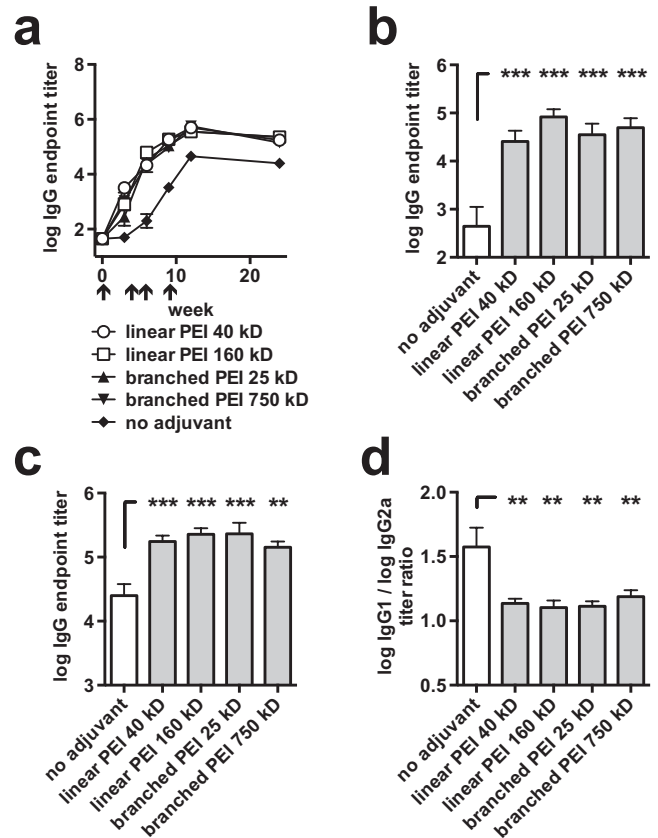 a
log IgG endpoint titer
8
6
4
2
0
10
20
week
linear PEI 40 kD
linear PEI 160 kD
branched PEI 25 kD
branched PEI 750 kD
no adjuvant
b
log IgG endpoint titer
6
5
4
3
2
*** *** *** ***
no adjuvant
linear PEI 40 kD
linear PEI 160 kD
branched PEI 25 kD
branched PEI 750 kD
c
log IgG endpoint titer
6
5
4
3
*** *** *** **
no adjuvant
linear PEI 40 kD
linear PEI 160 kD
branched PEI 25 kD
branched PEI 750 kD
d
log IgG1 / log IgG2a
titer ratio
2.0
1.5
1.0
0.5
** ** ** **
no adjuvant
linear PEI 40 kD
linear PEI 160 kD
branched PEI 25 kD
branched PEI 750 kD